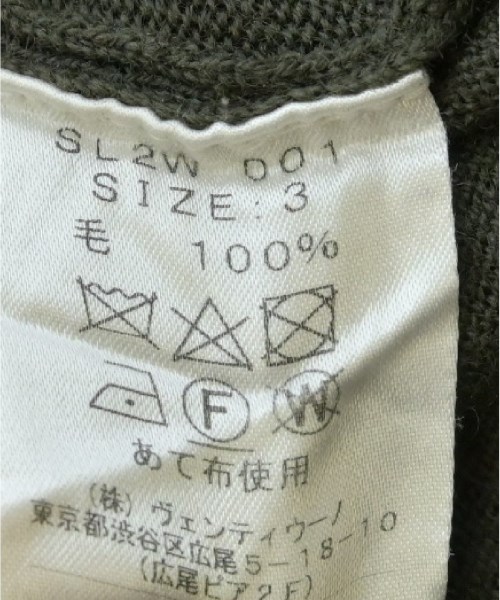 SL2W 001
SIZE: 3
毛 100%
F W
あて布使用
(株) ヴェンティウーノ
東京都渋谷区広尾5-18-10
(広尾ピア2F)